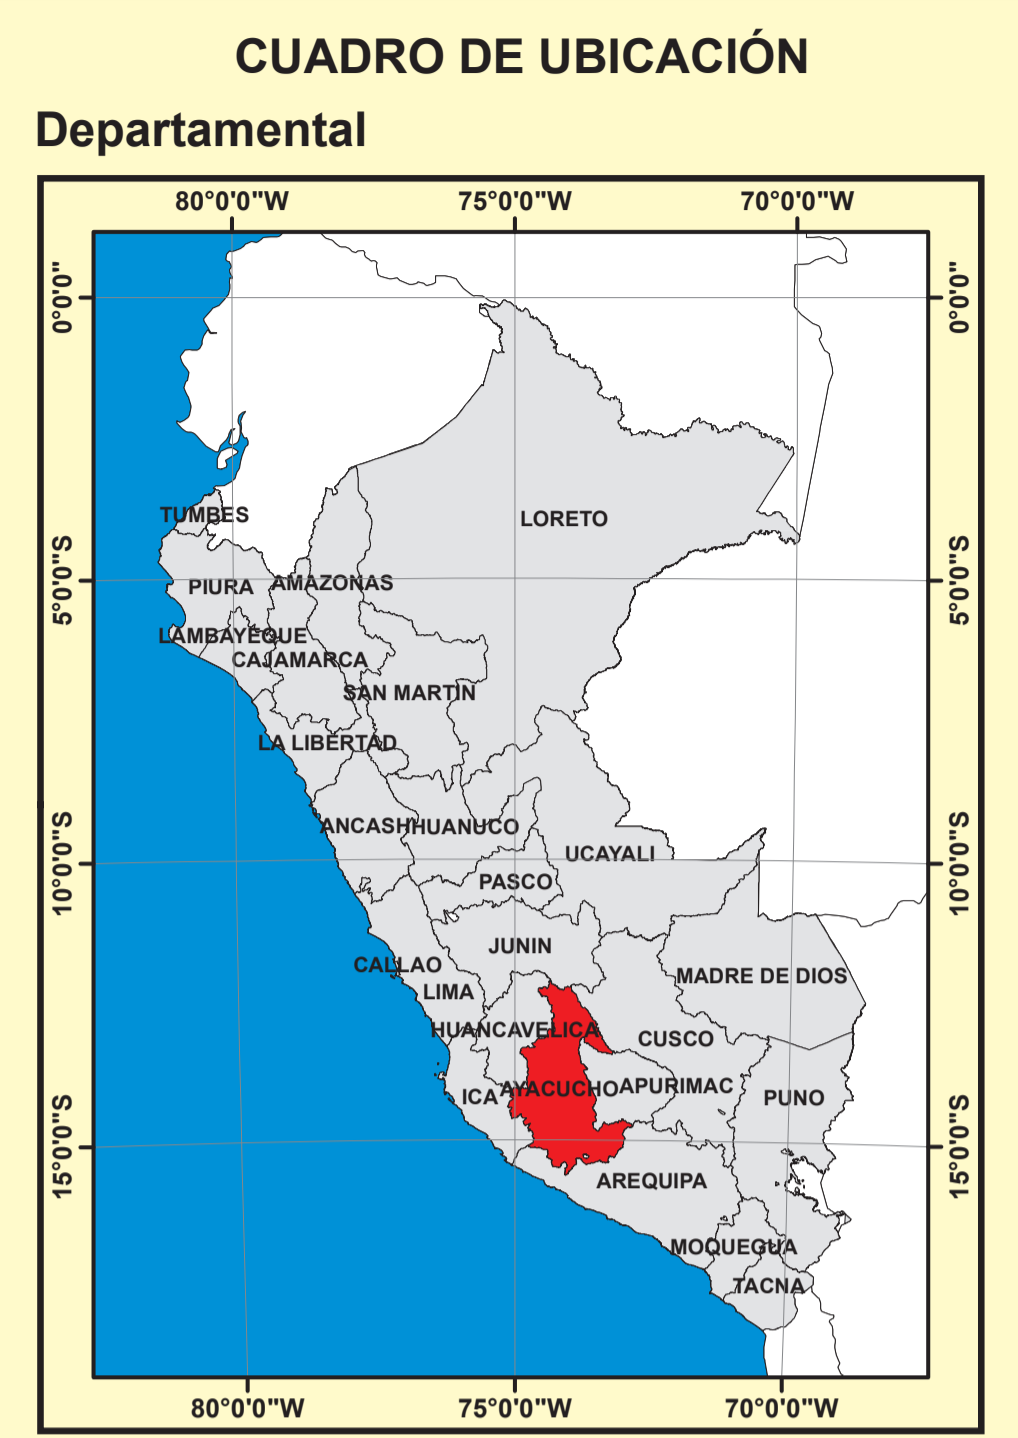 CUADRO DE UBICACIÓN
Departamental
80°0'0"W 75°0'0"W 70°0'0"W
0°0'0" 0°0'0"
TUMBES
LORETO
5°0'0"S 5°0'0"S
PIURA AMAZONAS
LAMBAYEQUE
CAJAMARCA
SAN MARTIN
LA LIBERTAD
ANCASH HUANUCO
UCAYALI
10°0'0"S 10°0'0"S
PASCO
JUNIN
CALLAO
MADRE DE DIOS
LIMA
HUANCAVELICA
CUSCO
ICA AYACUCHO APURIMAC
PUNO
15°0'0"S 15°0'0"S
AREQUIPA
MOQUEGUA
TACNA
80°0'0"W 75°0'0"W 70°0'0"W